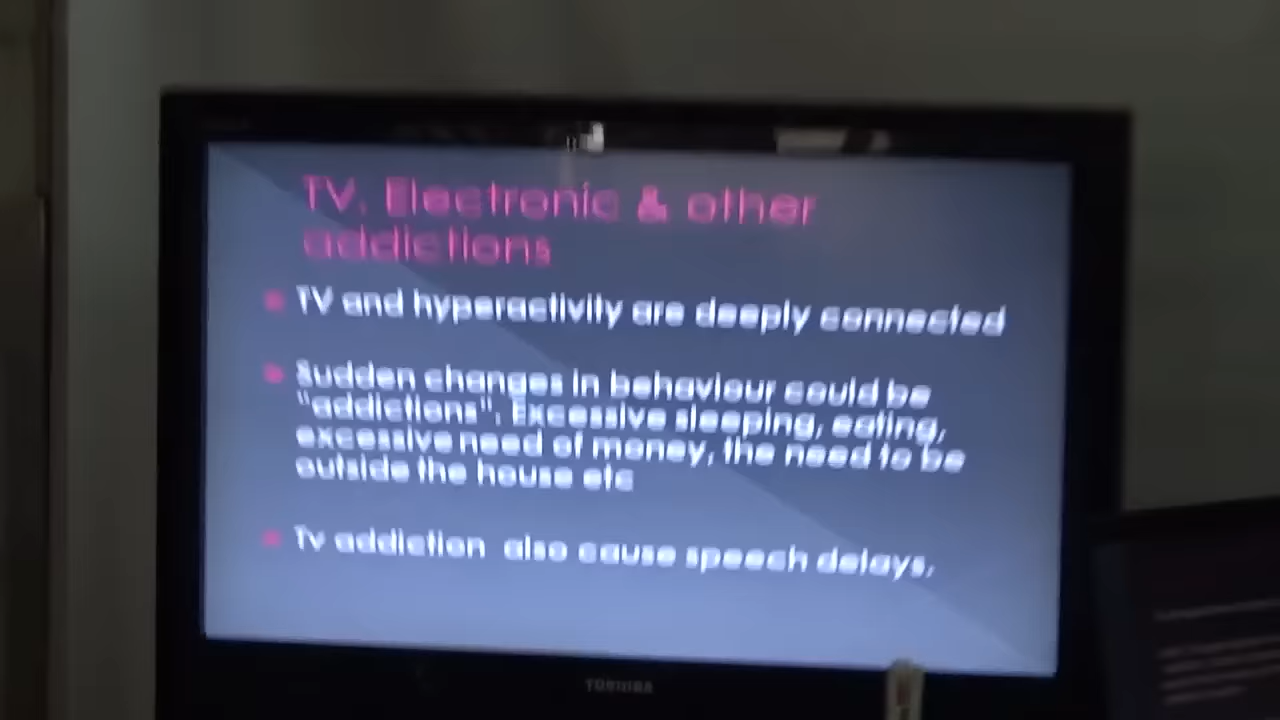 TV, Electronic & other
addictions
TV and hyperactivity are deeply connected
Sudden changes in behaviour could be
"addictions". Excessive sleeping, eating,
excessive need of money, the need to be
outside the house etc
Tv addiction also cause speech delays.
TOSHIBA